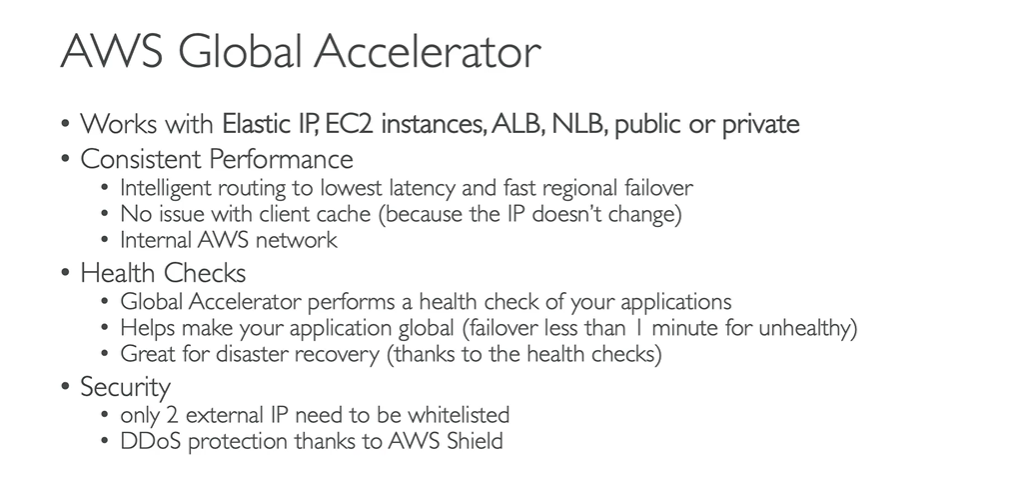 AWS Global Accelerator
• Works with Elastic IP, EC2 instances, ALB, NLB, public or private
• Consistent Performance
• Intelligent routing to lowest latency and fast regional failover
• No issue with client cache (because the IP doesn't change)
• Internal AWS network
• Health Checks
• Global Accelerator performs a health check of your applications
• Helps make your application global (failover less than 1 minute for unhealthy)
• Great for disaster recovery (thanks to the health checks)
• Security
• only 2 external IP need to be whitelisted
• DDoS protection thanks to AWS Shield